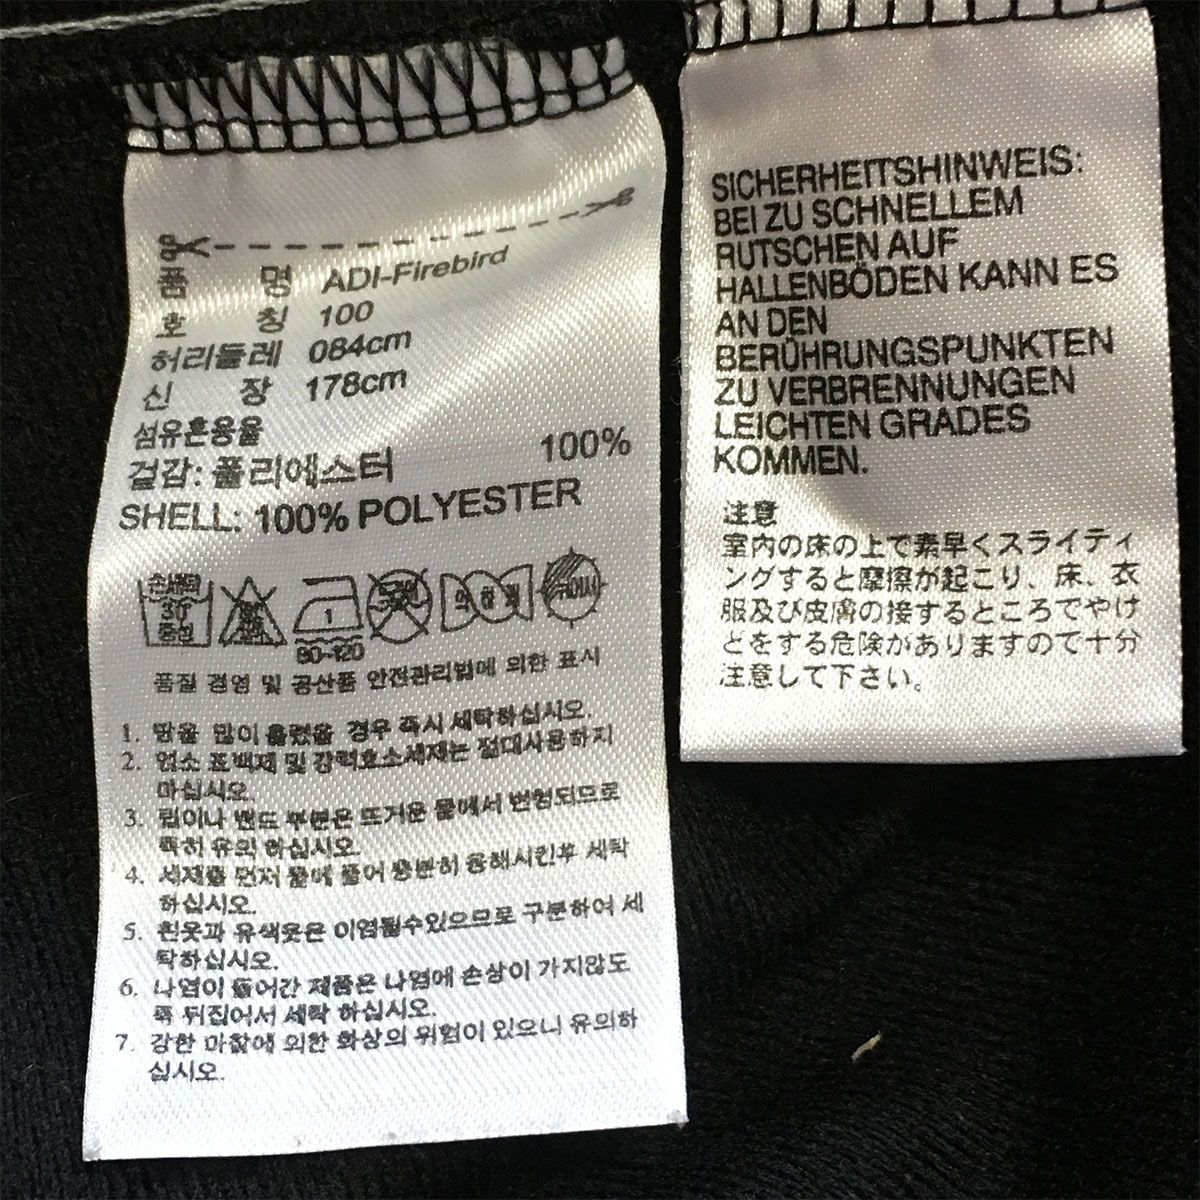 품 명 ADI-Firebird
호 칭 100
허리둘레 084cm
신 장 178cm
섬유혼용율
겉감: 폴리에스터 100%
SHELL: 100% POLYESTER
손세탁
30°
중성
1
80-120
품질 경영 및 공산품 안전관리법에 의한 표시
1. 땀을 많이 흘렸을 경우 즉시 세탁하십시오.
2. 염소 표백제 및 강력효소세제는 절대사용하지
마십시오.
3. 립이나 밴드 부분은 뜨거운 물에서 변형되므로
특히 유의 하십시오.
4. 세제를 먼저 물에 풀어 충분히 용해시킨후 세탁
하십시오.
5. 흰옷과 유색옷은 이염될수있으므로 구분하여 세
탁하십시오.
6. 나염이 들어간 제품은 나염에 손상이 가지않도
록 뒤집어서 세탁 하십시오.
7. 강한 마찰에 의한 화상의 위험이 있으니 유의하
십시오.
SICHERHEITSHINWEIS:
BEI ZU SCHNELLEM
RUTSCHEN AUF
HALLENBÖDEN KANN ES
AN DEN
BERÜHRUNGSPUNKTEN
ZU VERBRENNUNGEN
LEICHTEN GRADES
KOMMEN.
注意
室内の床の上で素早くスライディ
ングすると摩擦が起こり、床、衣
服及び皮膚の接するところでやけ
どをする危険がありますので十分
注意して下さい。